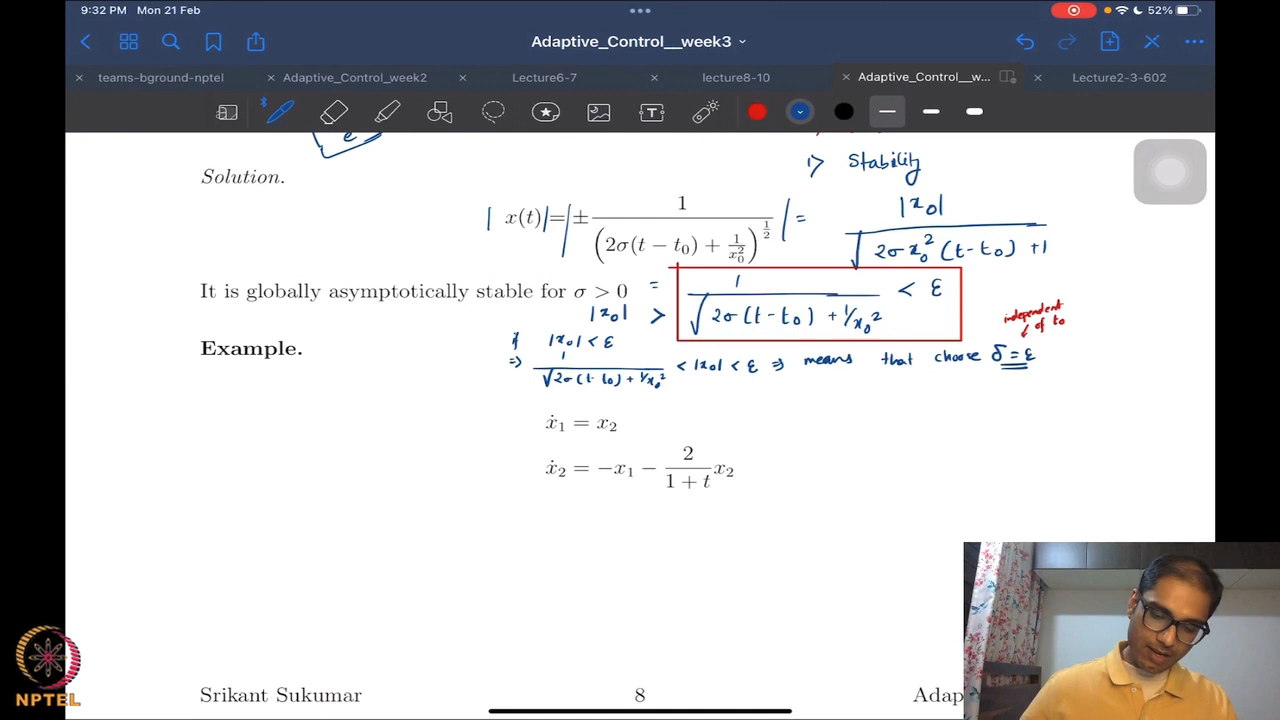 9:32 PM Mon 21 Feb
52%
Adaptive_Control__week3
teams-bground-nptel
Adaptive_Control_week2
Lecture6-7
lecture8-10
Adaptive_Control__w...
Lecture2-3-602
e
1> Stability
Solution.
| x(t)| = | ± 1 / (2σ(t − t₀) + 1/x₀²)^(1/2) | = |x₀| / √(2σx₀²(t − t₀) + 1)
It is globally asymptotically stable for σ > 0
= 1 / √(2σ(t − t₀) + 1/x₀²) < ε
|x₀| >
independent of t₀
if |x₀| < ε
⇒ 1 / √(2σ(t − t₀) + 1/x₀²) < |x₀| < ε ⇒ means that choose δ = ε
Example.
ẋ₁ = x₂
ẋ₂ = −x₁ − 2/(1 + t) x₂
NPTEL
Srikant Sukumar
8
Adap